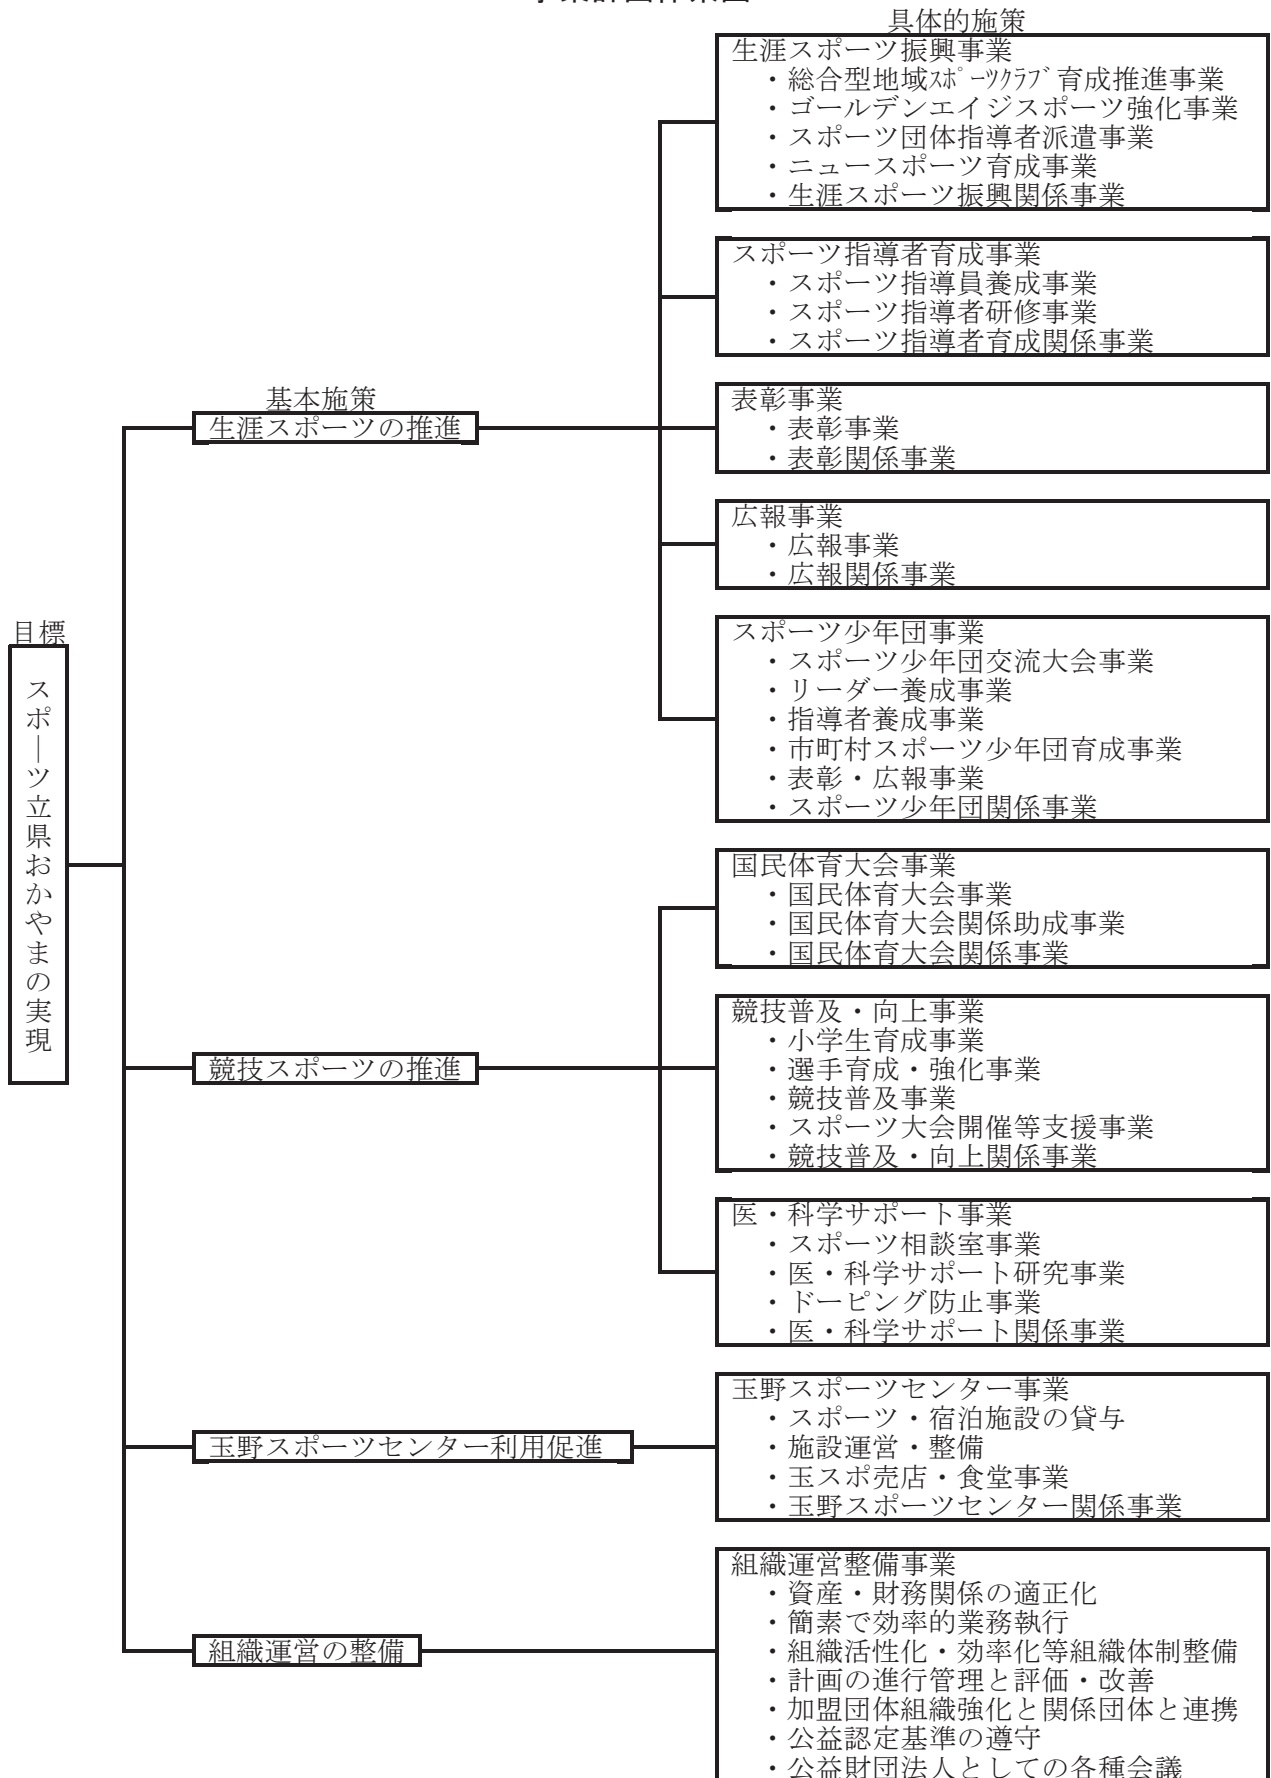 具体的施策
生涯スポーツ振興事業
・総合型地域ｽﾎﾟｰﾂｸﾗﾌﾞ育成推進事業
・ゴールデンエイジスポーツ強化事業
・スポーツ団体指導者派遣事業
・ニュースポーツ育成事業
・生涯スポーツ振興関係事業
スポーツ指導者育成事業
・スポーツ指導員養成事業
・スポーツ指導者研修事業
・スポーツ指導者育成関係事業
基本施策
生涯スポーツの推進
表彰事業
・表彰事業
・表彰関係事業
広報事業
・広報事業
・広報関係事業
目標
スポーツ立県おかやまの実現
スポーツ少年団事業
・スポーツ少年団交流大会事業
・リーダー養成事業
・指導者養成事業
・市町村スポーツ少年団育成事業
・表彰・広報事業
・スポーツ少年団関係事業
国民体育大会事業
・国民体育大会事業
・国民体育大会関係助成事業
・国民体育大会関係事業
競技スポーツの推進
競技普及・向上事業
・小学生育成事業
・選手育成・強化事業
・競技普及事業
・スポーツ大会開催等支援事業
・競技普及・向上関係事業
医・科学サポート事業
・スポーツ相談室事業
・医・科学サポート研究事業
・ドーピング防止事業
・医・科学サポート関係事業
玉野スポーツセンター利用促進
玉野スポーツセンター事業
・スポーツ・宿泊施設の貸与
・施設運営・整備
・玉スポ売店・食堂事業
・玉野スポーツセンター関係事業
組織運営の整備
組織運営整備事業
・資産・財務関係の適正化
・簡素で効率的業務執行
・組織活性化・効率化等組織体制整備
・計画の進行管理と評価・改善
・加盟団体組織強化と関係団体と連携
・公益認定基準の遵守
・公益財団法人としての各種会議